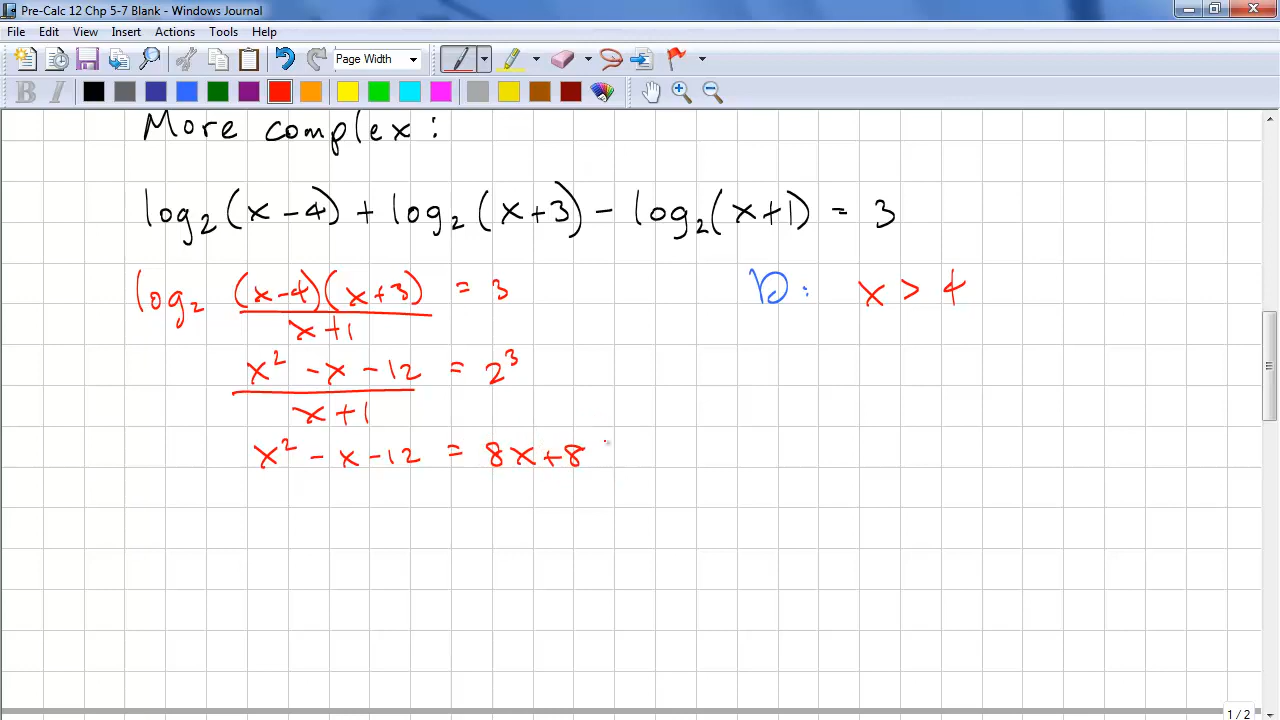 Pre-Calc 12 Chp 5-7 Blank - Windows Journal
File Edit View Insert Actions Tools Help
Page Width
B I
More complex:
log₂(x-4) + log₂(x+3) - log₂(x+1) = 3
log₂ (x-4)(x+3) = 3
x+1
D: x > 4
x² - x - 12 = 2³
x+1
x² - x - 12 = 8x+8
1/2